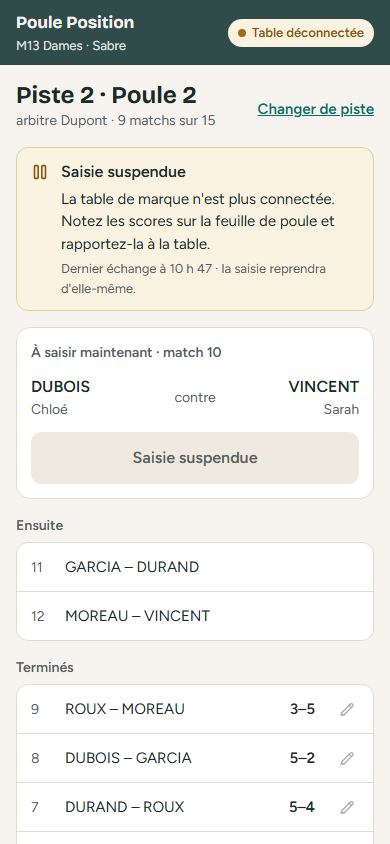 Poule Position
M13 Dames · Sabre
Table déconnectée
Piste 2 · Poule 2
arbitre Dupont · 9 matchs sur 15
Changer de piste
Saisie suspendue
La table de marque n'est plus connectée.
Notez les scores sur la feuille de poule et
rapportez-la à la table.
Dernier échange à 10 h 47 · la saisie reprendra
d'elle-même.
À saisir maintenant · match 10
DUBOIS
Chloé
contre
VINCENT
Sarah
Saisie suspendue
Ensuite
11 GARCIA – DURAND
12 MOREAU – VINCENT
Terminés
9 ROUX – MOREAU 3–5
8 DUBOIS – GARCIA 5–2
7 DURAND – ROUX 5–4